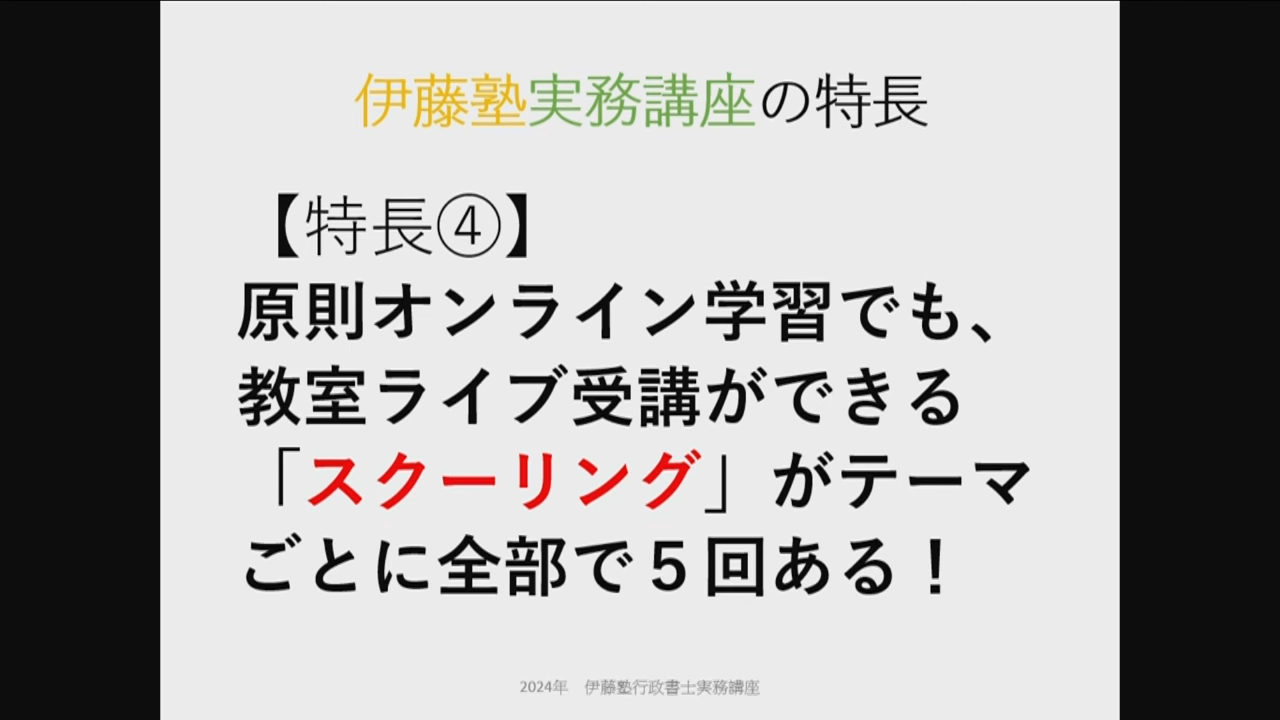 伊藤塾実務講座の特長
【特長④】
原則オンライン学習でも、
教室ライブ受講ができる
「スクーリング」がテーマ
ごとに全部で５回ある！
2024年　伊藤塾行政書士実務講座